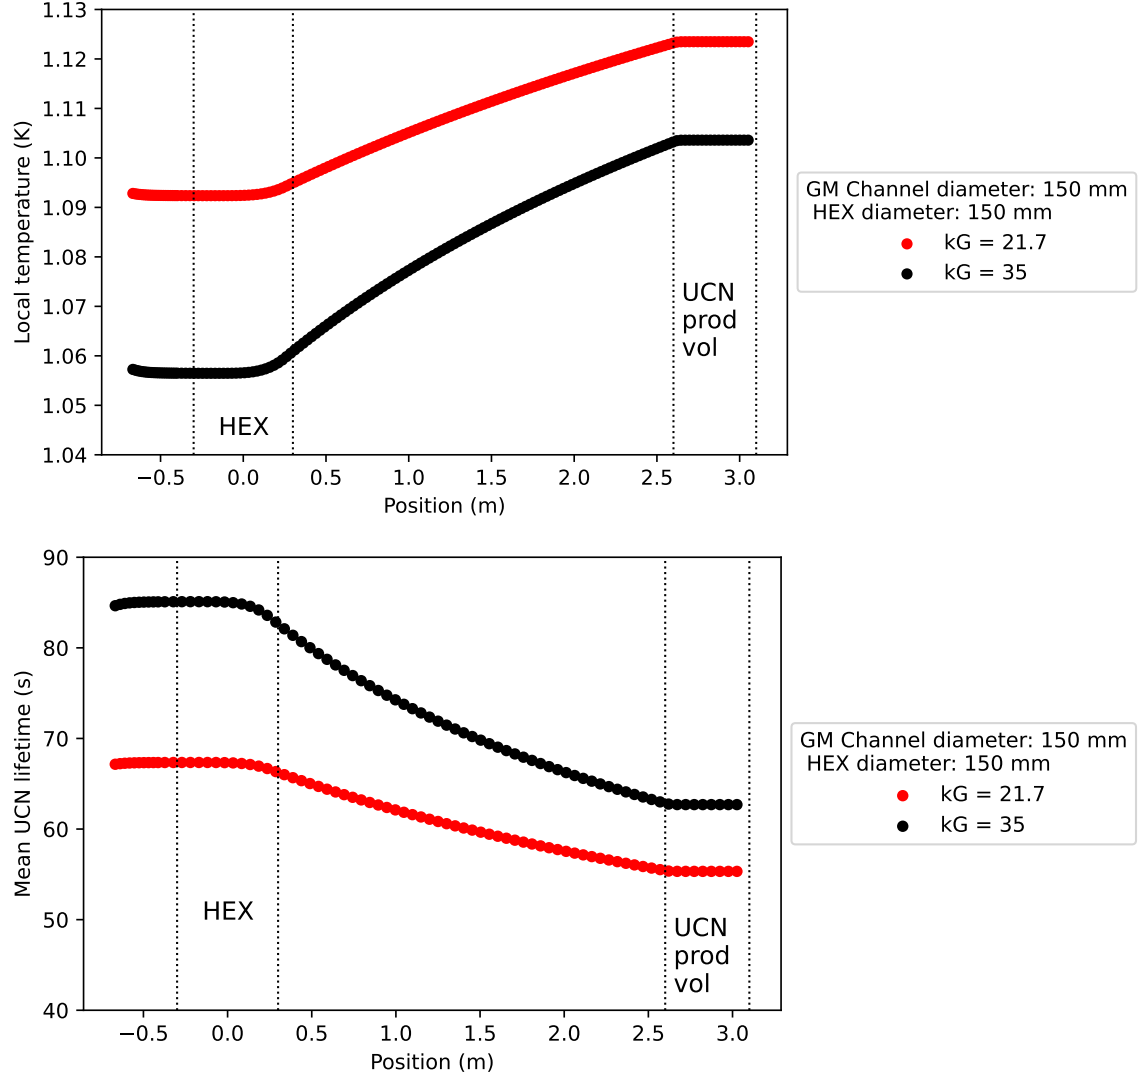 1.13
1.12
1.11
1.10
1.09
1.08
1.07
1.06
1.05
1.04
Local temperature (K)
HEX
UCN
prod
vol
−0.5 0.0 0.5 1.0 1.5 2.0 2.5 3.0
Position (m)
GM Channel diameter: 150 mm
HEX diameter: 150 mm
kG = 21.7
kG = 35
90
80
70
60
50
40
Mean UCN lifetime (s)
HEX
UCN
prod
vol
−0.5 0.0 0.5 1.0 1.5 2.0 2.5 3.0
Position (m)
GM Channel diameter: 150 mm
HEX diameter: 150 mm
kG = 21.7
kG = 35